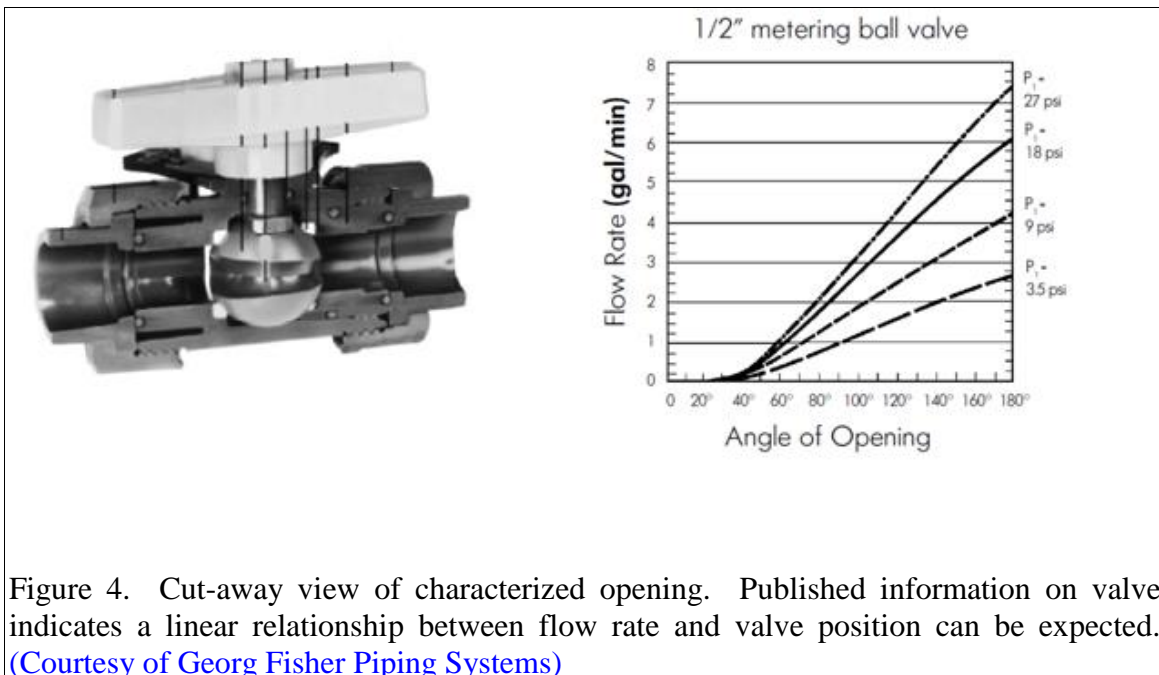 1/2" metering ball valve
8
7
6
5
4
3
2
1
0
Flow Rate (gal/min)
0 20° 40° 60° 80° 100° 120° 140° 160° 180°
Angle of Opening
P₁ =
27 psi
P₁ =
18 psi
P₁ =
9 psi
P₁ =
3.5 psi
Figure 4. Cut-away view of characterized opening. Published information on valve
indicates a linear relationship between flow rate and valve position can be expected.
(Courtesy of Georg Fisher Piping Systems)